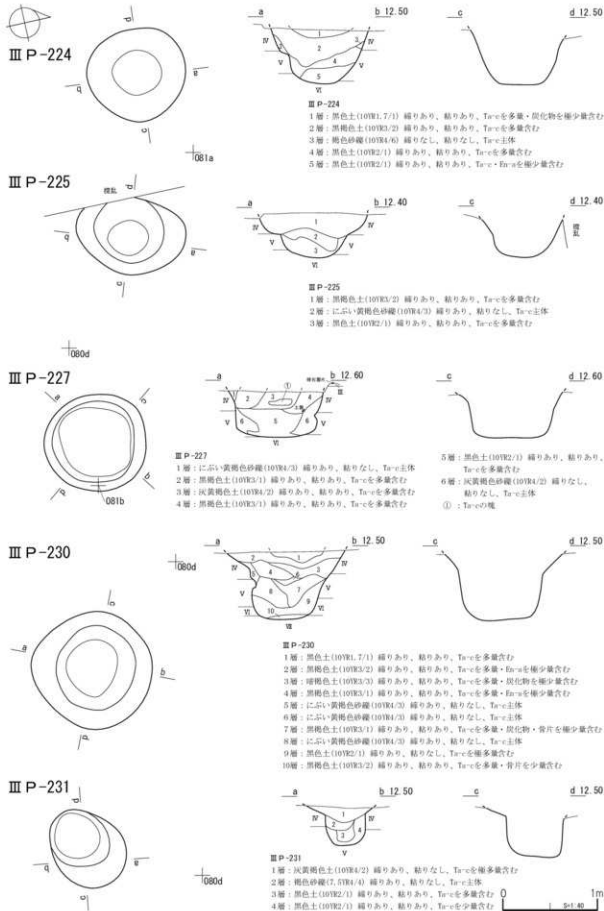 ⅢP-224
a
b 12.50
c
d 12.50
ⅢP-224
1層：黒色土(10YR1.7/1) 締りあり、粘りあり、Ta-cを多量・炭化物を極少量含む
2層：黒褐色土(10YR3/2) 締りあり、粘りあり、Ta-cを多量含む
3層：褐色砂礫(10YR4/6) 締りなし、粘りなし、Ta-c主体
4層：黒色土(10YR2/1) 締りあり、粘りあり、Ta-cを多量含む
5層：黒色土(10YR2/1) 締りあり、粘りあり、Ta-c・En-aを極少量含む
081a
ⅢP-225
撹乱
a
b 12.40
c
d 12.40
撹乱
ⅢP-225
1層：黒褐色土(10YR3/2) 締りあり、粘りあり、Ta-cを多量含む
2層：にぶい黄褐色砂礫(10YR4/3) 締りあり、粘りなし、Ta-c主体
3層：黒色土(10YR2/1) 締りあり、粘りあり、Ta-cを多量含む
080d
ⅢP-227
a
b 12.60
c
d 12.60
081b
ⅢP-227
1層：にぶい黄褐色砂礫(10YR4/3) 締りあり、粘りなし、Ta-c主体
2層：黒褐色土(10YR3/1) 締りあり、粘りあり、Ta-cを多量含む
3層：灰黄褐色土(10YR4/2) 締りあり、粘りあり、Ta-cを多量含む
4層：黒褐色土(10YR3/1) 締りあり、粘りあり、Ta-cを多量含む
5層：黒色土(10YR2/1) 締りあり、粘りあり、
Ta-cを多量含む
6層：灰黄褐色砂礫(10YR4/2) 締りなし、
粘りなし、Ta-c主体
①：Ta-cの塊
ⅢP-230
080d
a
b 12.50
c
d 12.50
ⅢP-230
1層：黒色土(10YR1.7/1) 締りあり、粘りあり、Ta-cを多量含む
2層：黒褐色土(10YR3/2) 締りあり、粘りあり、Ta-cを多量・En-aを極少量含む
3層：暗褐色土(10YR3/3) 締りあり、粘りあり、Ta-cを多量・炭化物を極少量含む
4層：黒褐色土(10YR3/1) 締りあり、粘りあり、Ta-cを多量・En-aを極少量含む
5層：にぶい黄褐色砂礫(10YR4/3) 締りあり、粘りなし、Ta-c主体
6層：にぶい黄褐色砂礫(10YR4/3) 締りあり、粘りなし、Ta-c主体
7層：黒褐色土(10YR3/1) 締りあり、粘りあり、Ta-cを多量・炭化物・骨片を極少量含む
8層：にぶい黄褐色砂礫(10YR4/3) 締りあり、粘りなし、Ta-c主体
9層：黒色土(10YR2/1) 締りあり、粘りなし、Ta-cを極多量含む
10層：黒褐色土(10YR3/2) 締りあり、粘りあり、Ta-cを多量・骨片を少量含む
ⅢP-231
a
b 12.50
c
d 12.50
080d
ⅢP-231
1層：灰黄褐色土(10YR4/2) 締りあり、粘りなし、Ta-cを極多量含む
2層：褐色砂礫(7.5YR4/4) 締りあり、粘りなし、Ta-c主体
3層：黒色土(10YR2/1) 締りあり、粘りあり、Ta-cを多量含む
4層：黒色土(10YR2/1) 締りあり、粘りあり、Ta-cを少量含む
0 1m
S=1:40